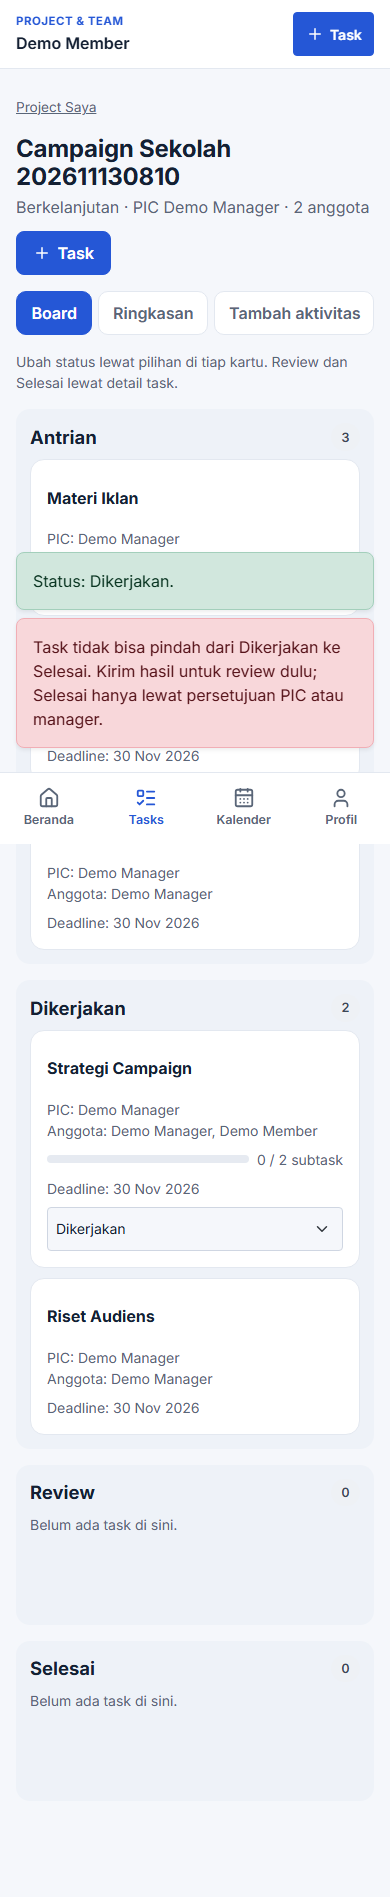 PROJECT & TEAM
Demo Member
+ Task
Project Saya
Campaign Sekolah
202611130810
Berkelanjutan · PIC Demo Manager · 2 anggota
+ Task
Board
Ringkasan
Tambah aktivitas
Ubah status lewat pilihan di tiap kartu. Review dan
Selesai lewat detail task.
Antrian
3
Materi Iklan
PIC: Demo Manager
Status: Dikerjakan.
Task tidak bisa pindah dari Dikerjakan ke
Selesai. Kirim hasil untuk review dulu;
Selesai hanya lewat persetujuan PIC atau
manager.
Deadline: 30 Nov 2026
Beranda
Tasks
Kalender
Profil
PIC: Demo Manager
Anggota: Demo Manager
Deadline: 30 Nov 2026
Dikerjakan
2
Strategi Campaign
PIC: Demo Manager
Anggota: Demo Manager, Demo Member
0 / 2 subtask
Deadline: 30 Nov 2026
Dikerjakan
Riset Audiens
PIC: Demo Manager
Anggota: Demo Manager
Deadline: 30 Nov 2026
Review
0
Belum ada task di sini.
Selesai
0
Belum ada task di sini.